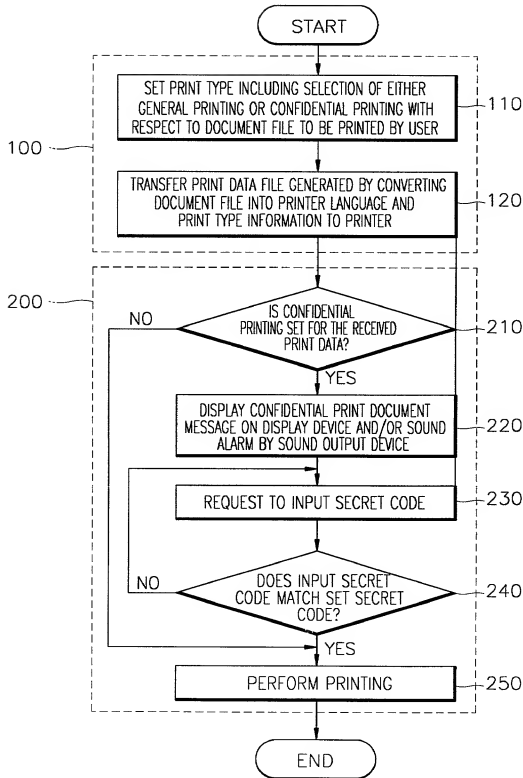 START
SET PRINT TYPE INCLUDING SELECTION OF EITHER
GENERAL PRINTING OR CONFIDENTIAL PRINTING WITH
RESPECT TO DOCUMENT FILE TO BE PRINTED BY USER
110
100
TRANSFER PRINT DATA FILE GENERATED BY CONVERTING
DOCUMENT FILE INTO PRINTER LANGUAGE AND
PRINT TYPE INFORMATION TO PRINTER
120
200
NO
IS CONFIDENTIAL
PRINTING SET FOR THE RECEIVED
PRINT DATA?
210
YES
DISPLAY CONFIDENTIAL PRINT DOCUMENT
MESSAGE ON DISPLAY DEVICE AND/OR SOUND
ALARM BY SOUND OUTPUT DEVICE
220
REQUEST TO INPUT SECRET CODE
230
NO
DOES INPUT SECRET
CODE MATCH SET SECRET
CODE?
240
YES
PERFORM PRINTING
250
END